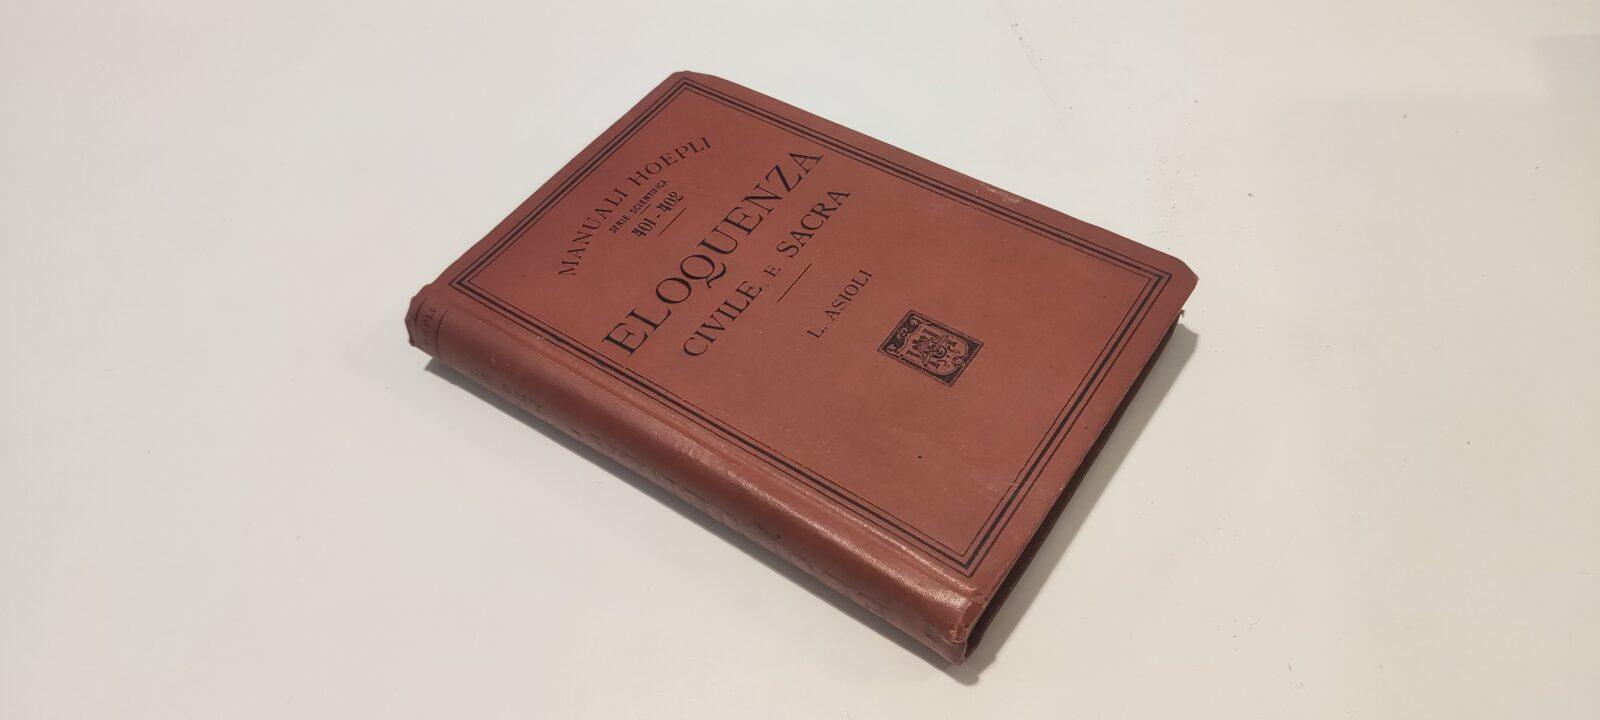 MANUALI HOEPLI
SERIE SCIENTIFICA
401-402
ELOQUENZA
CIVILE E SACRA
L. ASIOLI